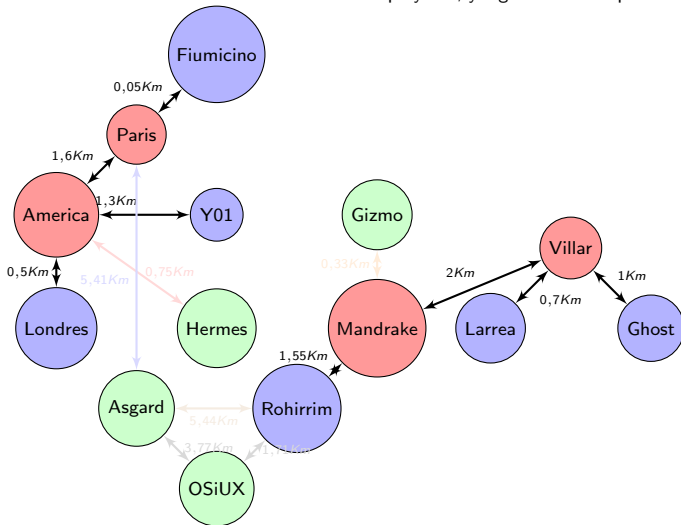 Fiumicino
0,05Km
Paris
1,6Km
America
1,3Km
Y01
Gizmo
Villar
0,5Km
5,41Km
0,75Km
0.33Km
2Km
1Km
0,7Km
Londres
Hermes
Mandrake
Larrea
Ghost
1,55Km
Asgard
5,44Km
Rohirrim
3.77Km
OSiUX